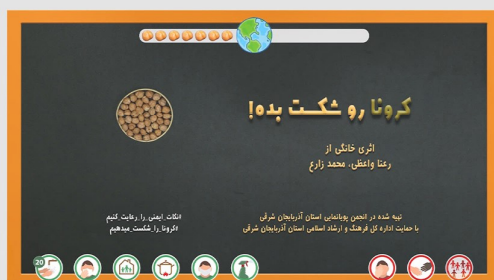 کرونا رو شکست بده!
اثری خانگی از
رعنا واعظی، محمد زارع
تهیه شده در انجمن پویانمایی استان آذربایجان شرقی
با حمایت اداره کل فرهنگ و ارشاد اسلامی استان آذربایجان شرقی
#نکات_ایمنی_را_رعایت_کنیم
#کرونا_را_شکست_میدهیم
20